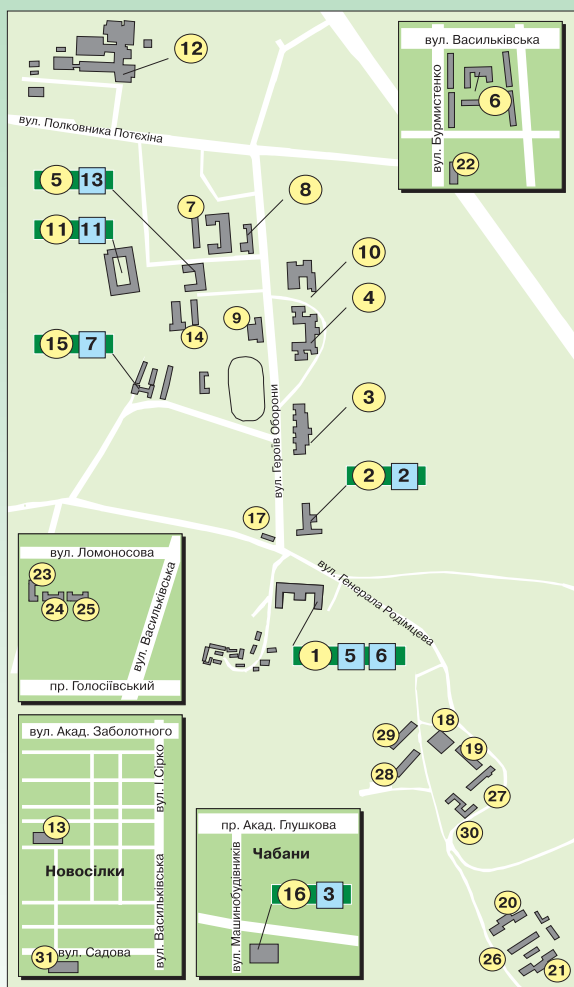 12
вул. Васильківська
вул. Бурмистенко
6
22
вул. Полковника Потєхіна
5 13
7
8
11 11
10
4
9
14
15 7
3
вул. Героїв Оборони
2 2
17
вул. Генерала Родімцева
вул. Ломоносова
23
24
25
вул. Васильківська
пр. Голосіївський
1 5 6
18
29
19
28
27
30
вул. Акад. Заболотного
вул. І.Сірко
13
Новосілки
вул. Васильківська
вул. Садова
31
пр. Акад. Глушкова
вул. Машинобудівників
Чабани
16 3
20
26
21